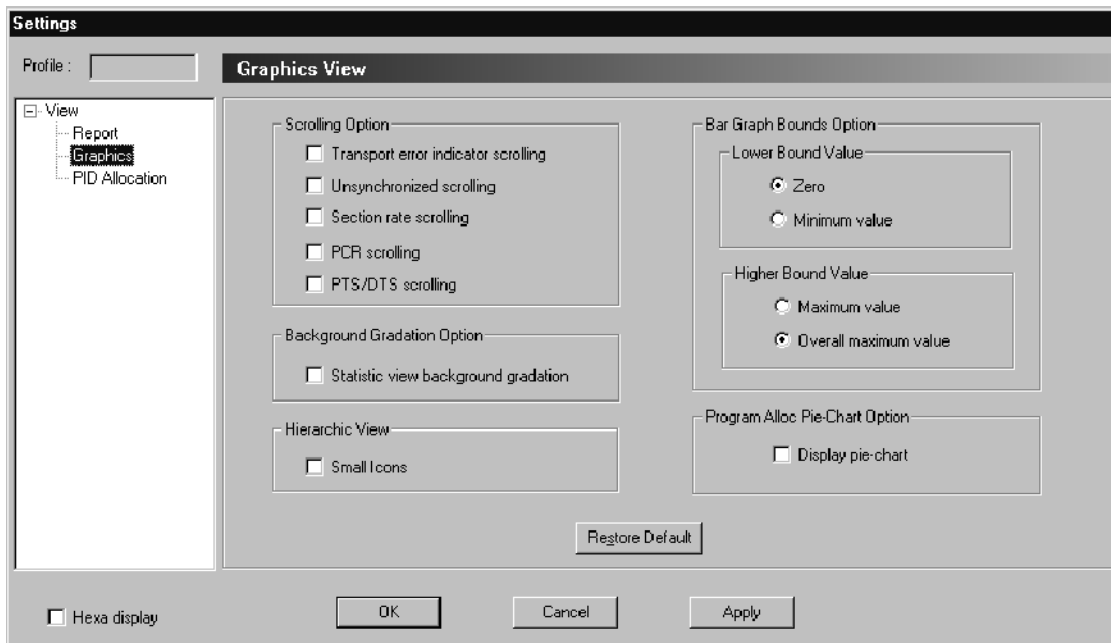 Settings
Profile :
Graphics View
View
Report
Graphics
PID Allocation
Scrolling Option
Transport error indicator scrolling
Unsynchronized scrolling
Section rate scrolling
PCR scrolling
PTS/DTS scrolling
Background Gradation Option
Statistic view background gradation
Hierarchic View
Small Icons
Bar Graph Bounds Option
Lower Bound Value
Zero
Minimum value
Higher Bound Value
Maximum value
Overall maximum value
Program Alloc Pie-Chart Option
Display pie-chart
Restore Default
Hexa display
OK
Cancel
Apply